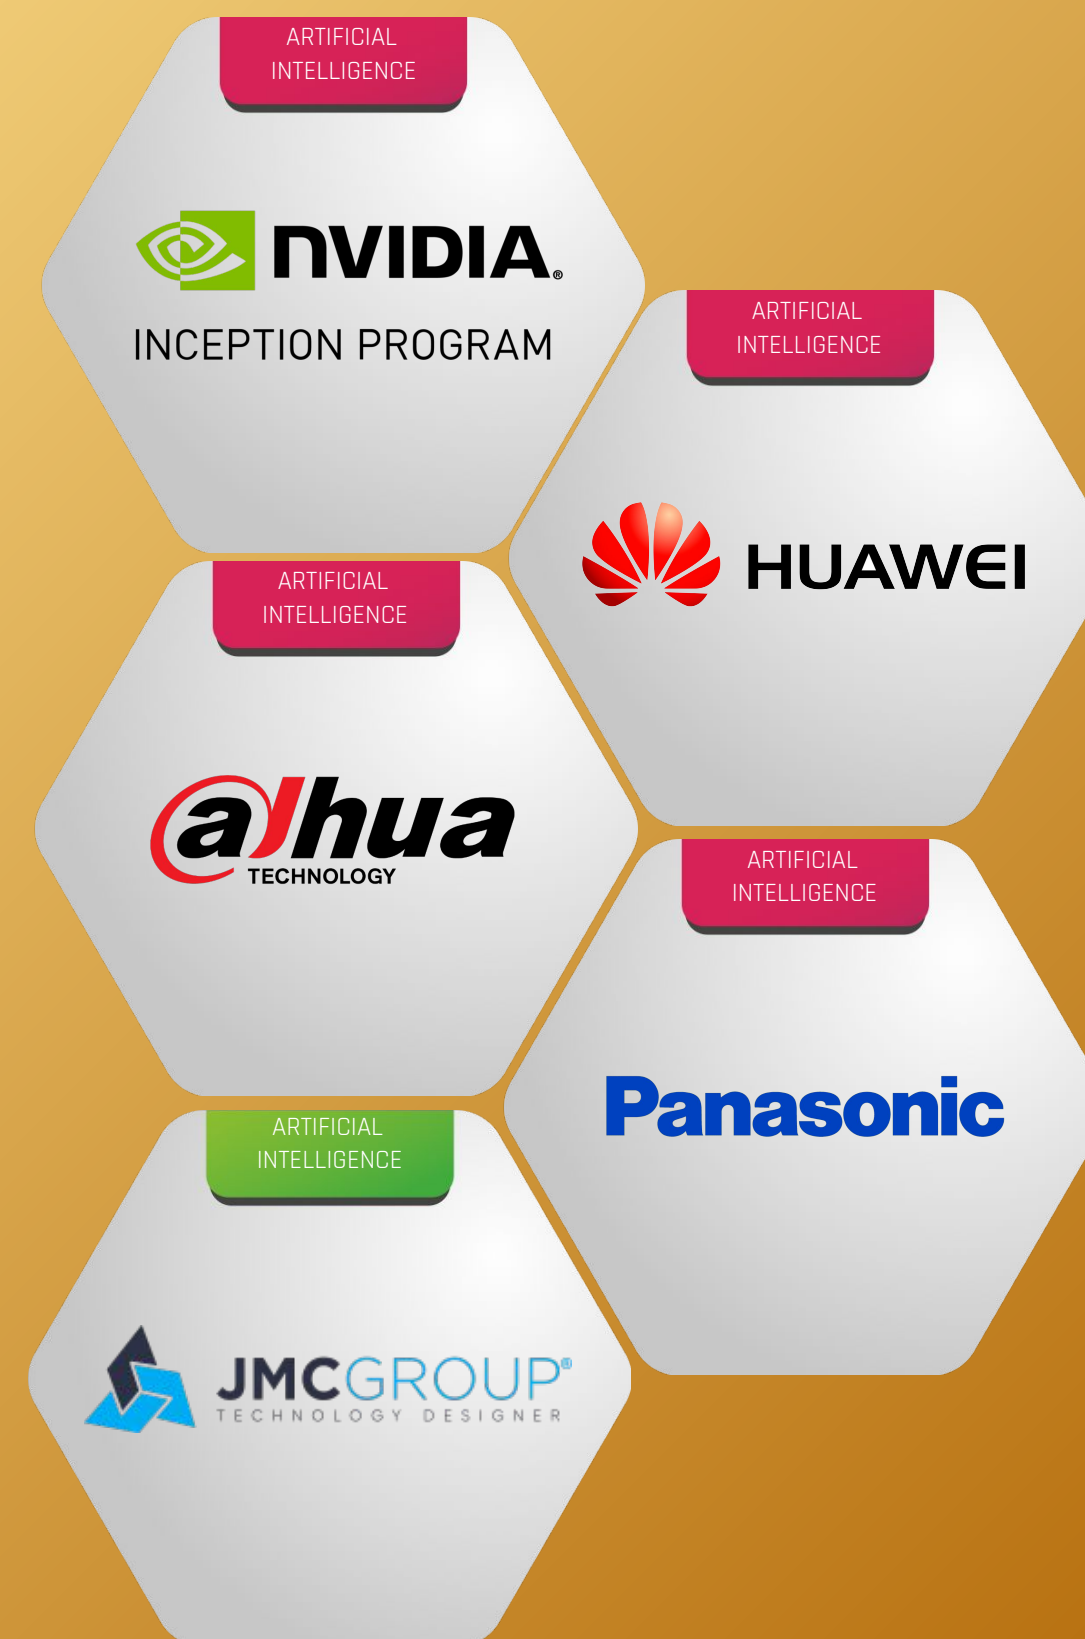 ARTIFICIAL
INTELLIGENCE
NVIDIA®
INCEPTION PROGRAM
ARTIFICIAL
INTELLIGENCE
HUAWEI
ARTIFICIAL
INTELLIGENCE
alhua
TECHNOLOGY
ARTIFICIAL
INTELLIGENCE
Panasonic
ARTIFICIAL
INTELLIGENCE
JMCGROUP®
TECHNOLOGY DESIGNER